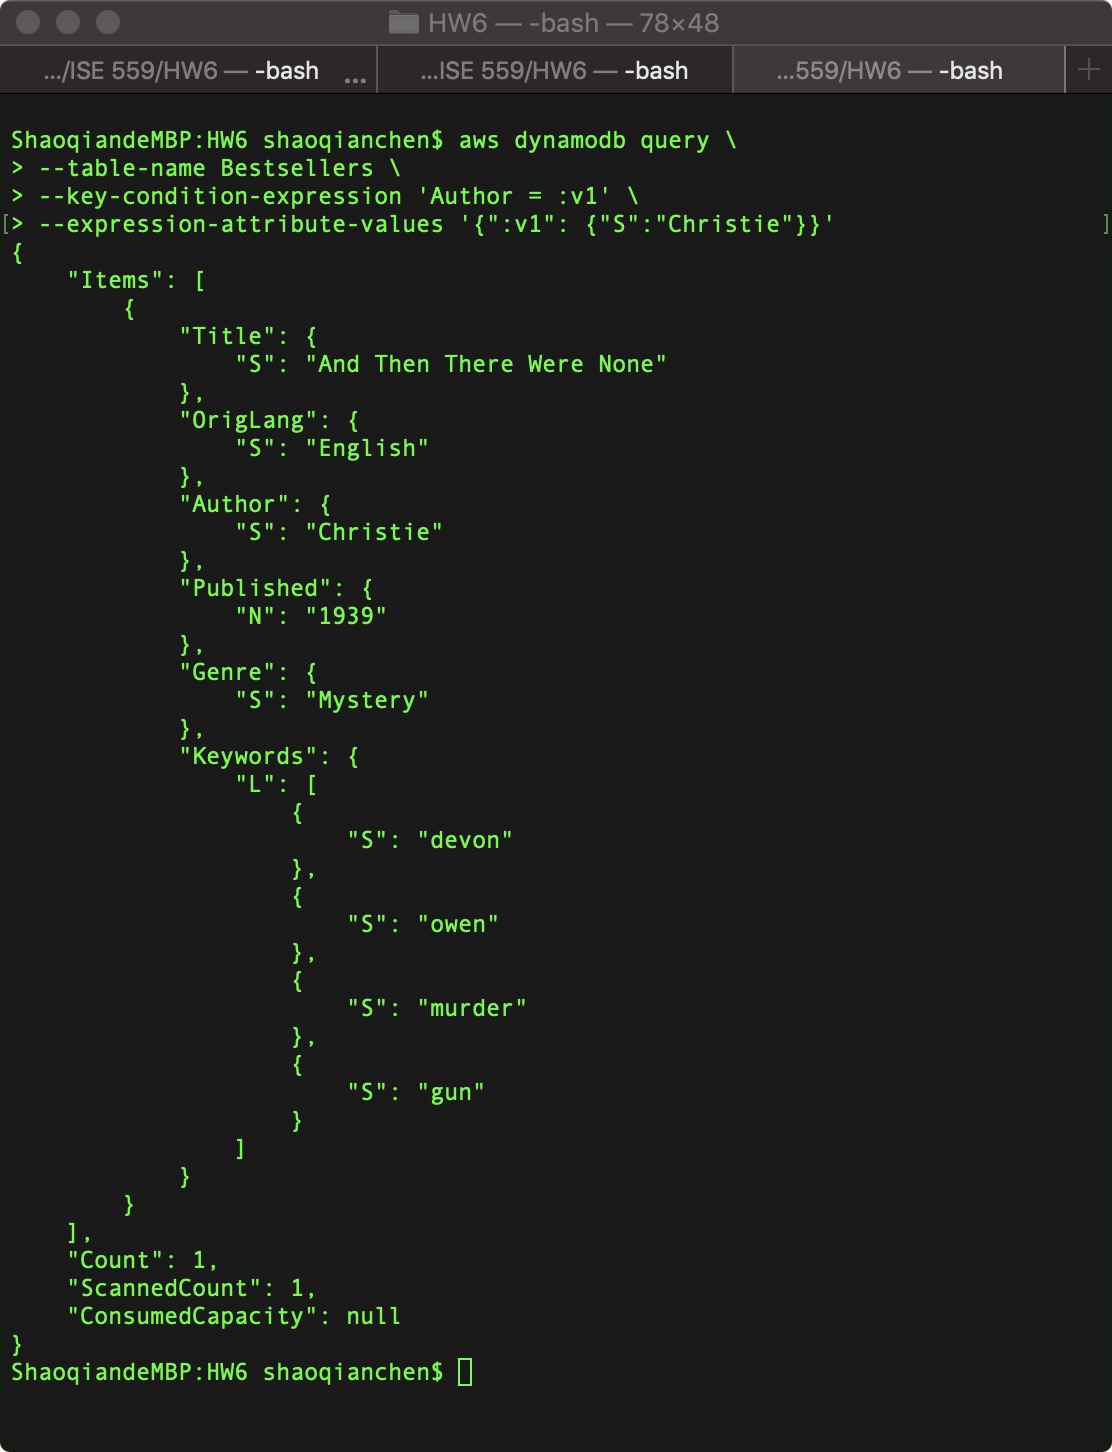 HW6 — -bash — 78×48
.../ISE 559/HW6 — -bash ... ...ISE 559/HW6 — -bash ...559/HW6 — -bash +
ShaoqiandeMBP:HW6 shaoqianchen$ aws dynamodb query \
> --table-name Bestsellers \
> --key-condition-expression 'Author = :v1' \
[> --expression-attribute-values '{":v1": {"S":"Christie"}}' ]
{
    "Items": [
        {
            "Title": {
                "S": "And Then There Were None"
            },
            "OrigLang": {
                "S": "English"
            },
            "Author": {
                "S": "Christie"
            },
            "Published": {
                "N": "1939"
            },
            "Genre": {
                "S": "Mystery"
            },
            "Keywords": {
                "L": [
                    {
                        "S": "devon"
                    },
                    {
                        "S": "owen"
                    },
                    {
                        "S": "murder"
                    },
                    {
                        "S": "gun"
                    }
                ]
            }
        }
    ],
    "Count": 1,
    "ScannedCount": 1,
    "ConsumedCapacity": null
}
ShaoqiandeMBP:HW6 shaoqianchen$